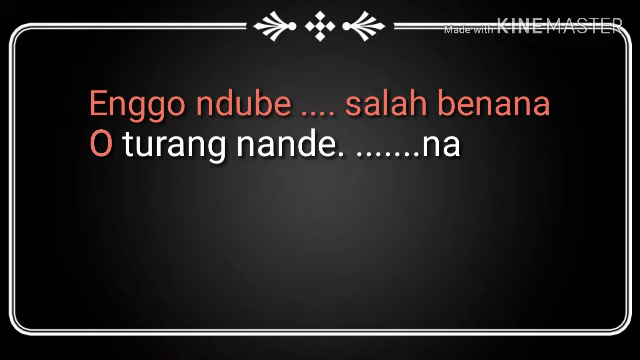 Made with KINEMASTER
Enggo ndube .... salah benana
O turang nande. .......na